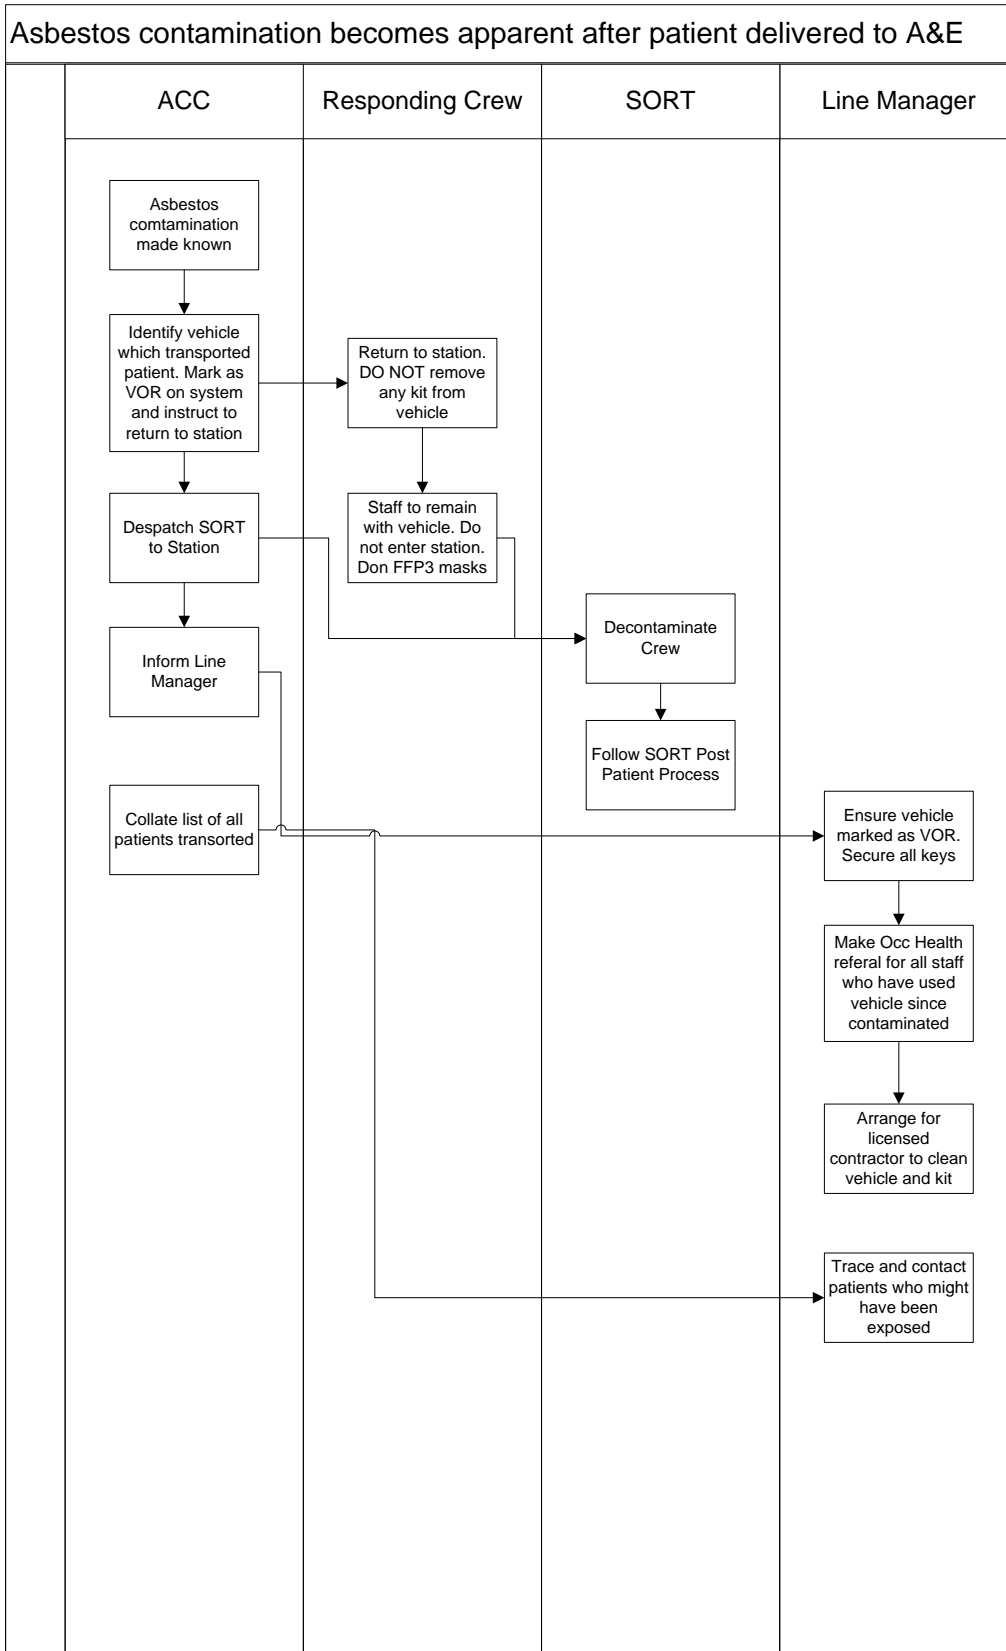 Asbestos contamination becomes apparent after patient delivered to A&E
ACC
Responding Crew
SORT
Line Manager
Asbestos
comtamination
made known
Identify vehicle
which transported
patient. Mark as
VOR on system
and instruct to
return to station
Return to station.
DO NOT remove
any kit from
vehicle
Despatch SORT
to Station
Staff to remain
with vehicle. Do
not enter station.
Don FFP3 masks
Inform Line
Manager
Decontaminate
Crew
Follow SORT Post
Patient Process
Collate list of all
patients transorted
Ensure vehicle
marked as VOR.
Secure all keys
Make Occ Health
referal for all staff
who have used
vehicle since
contaminated
Arrange for
licensed
contractor to clean
vehicle and kit
Trace and contact
patients who might
have been
exposed